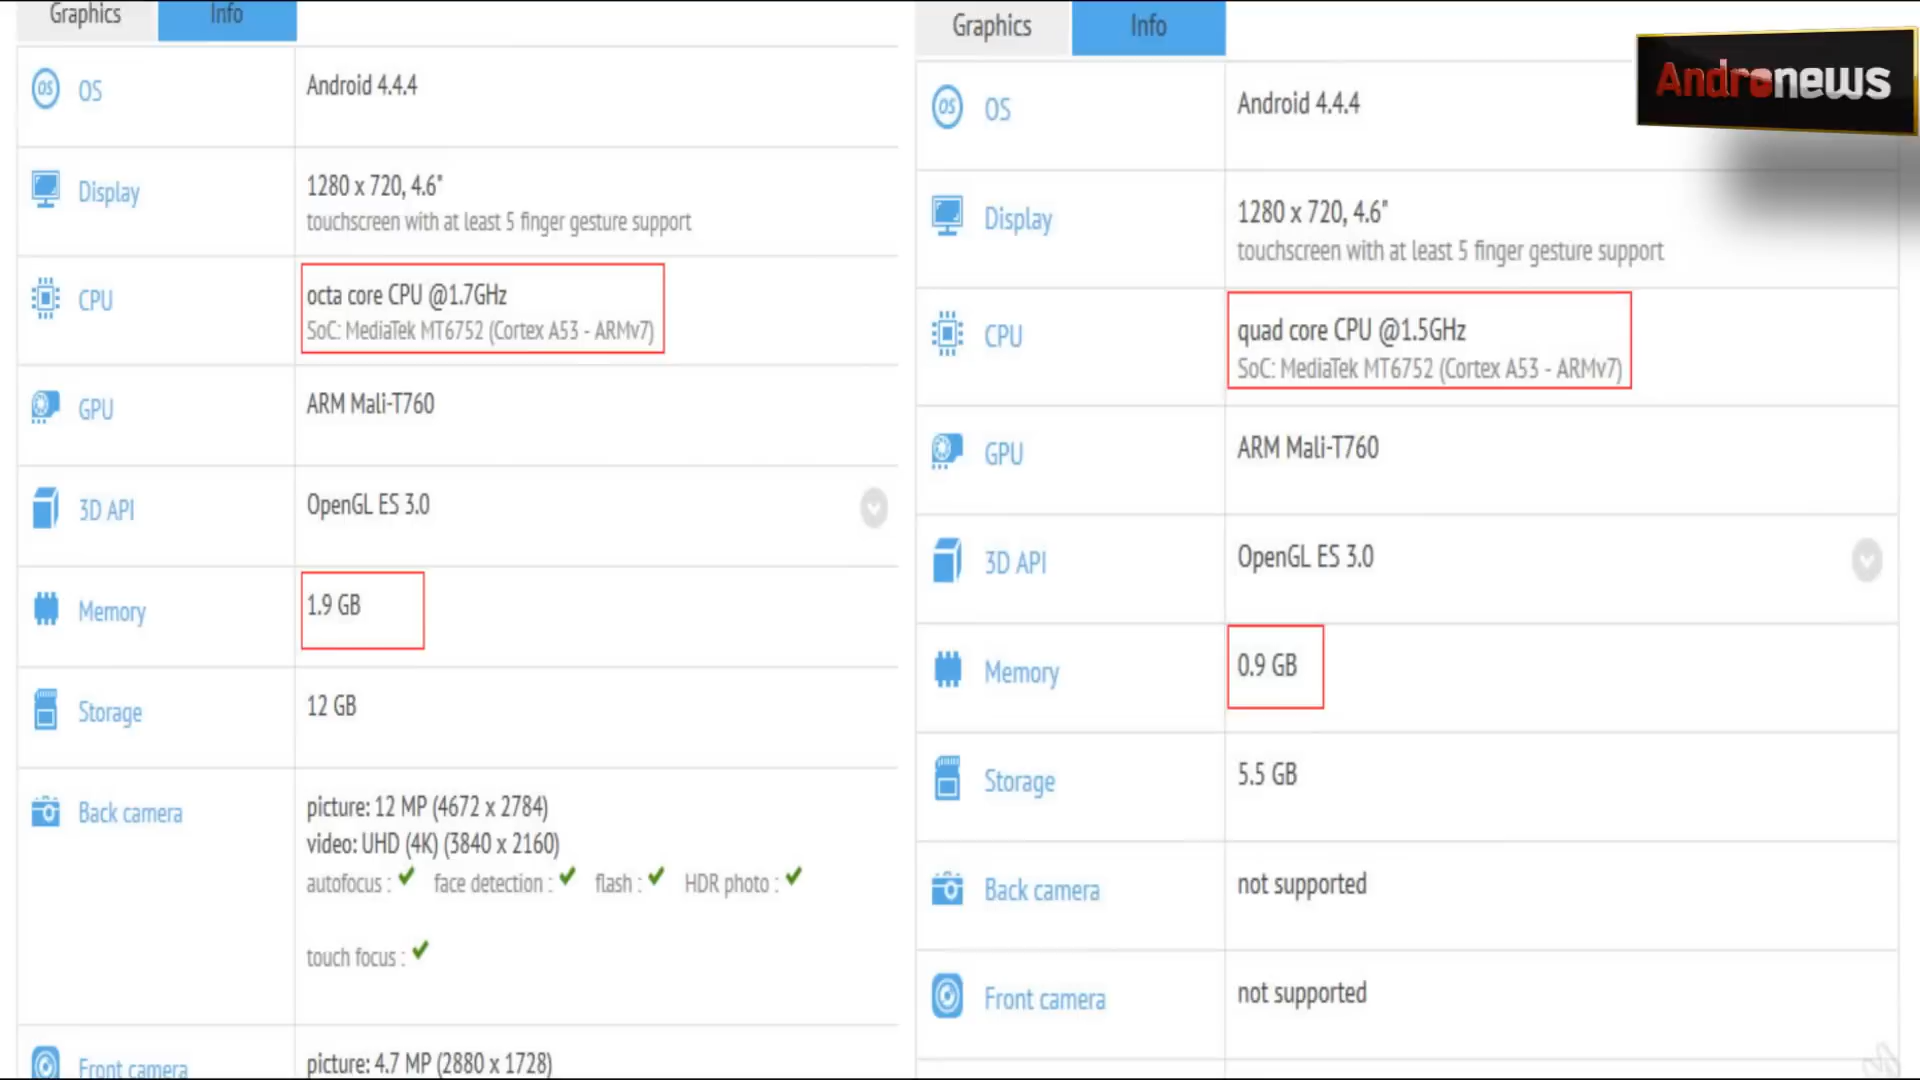 Graphics Info
OS Android 4.4.4
Display 1280 x 720, 4.6"
touchscreen with at least 5 finger gesture support
CPU octa core CPU @1.7GHz
SoC: MediaTek MT6752 (Cortex A53 - ARMv7)
GPU ARM Mali-T760
3D API OpenGL ES 3.0
Memory 1.9 GB
Storage 12 GB
Back camera picture: 12 MP (4672 x 2784)
video: UHD (4K) (3840 x 2160)
autofocus : ✔ face detection : ✔ flash : ✔ HDR photo : ✔
touch focus : ✔
Front camera picture: 4.7 MP (2880 x 1728)
Graphics Info
OS Android 4.4.4
Display 1280 x 720, 4.6"
touchscreen with at least 5 finger gesture support
CPU quad core CPU @1.5GHz
SoC: MediaTek MT6752 (Cortex A53 - ARMv7)
GPU ARM Mali-T760
3D API OpenGL ES 3.0
Memory 0.9 GB
Storage 5.5 GB
Back camera not supported
Front camera not supported
Andronews